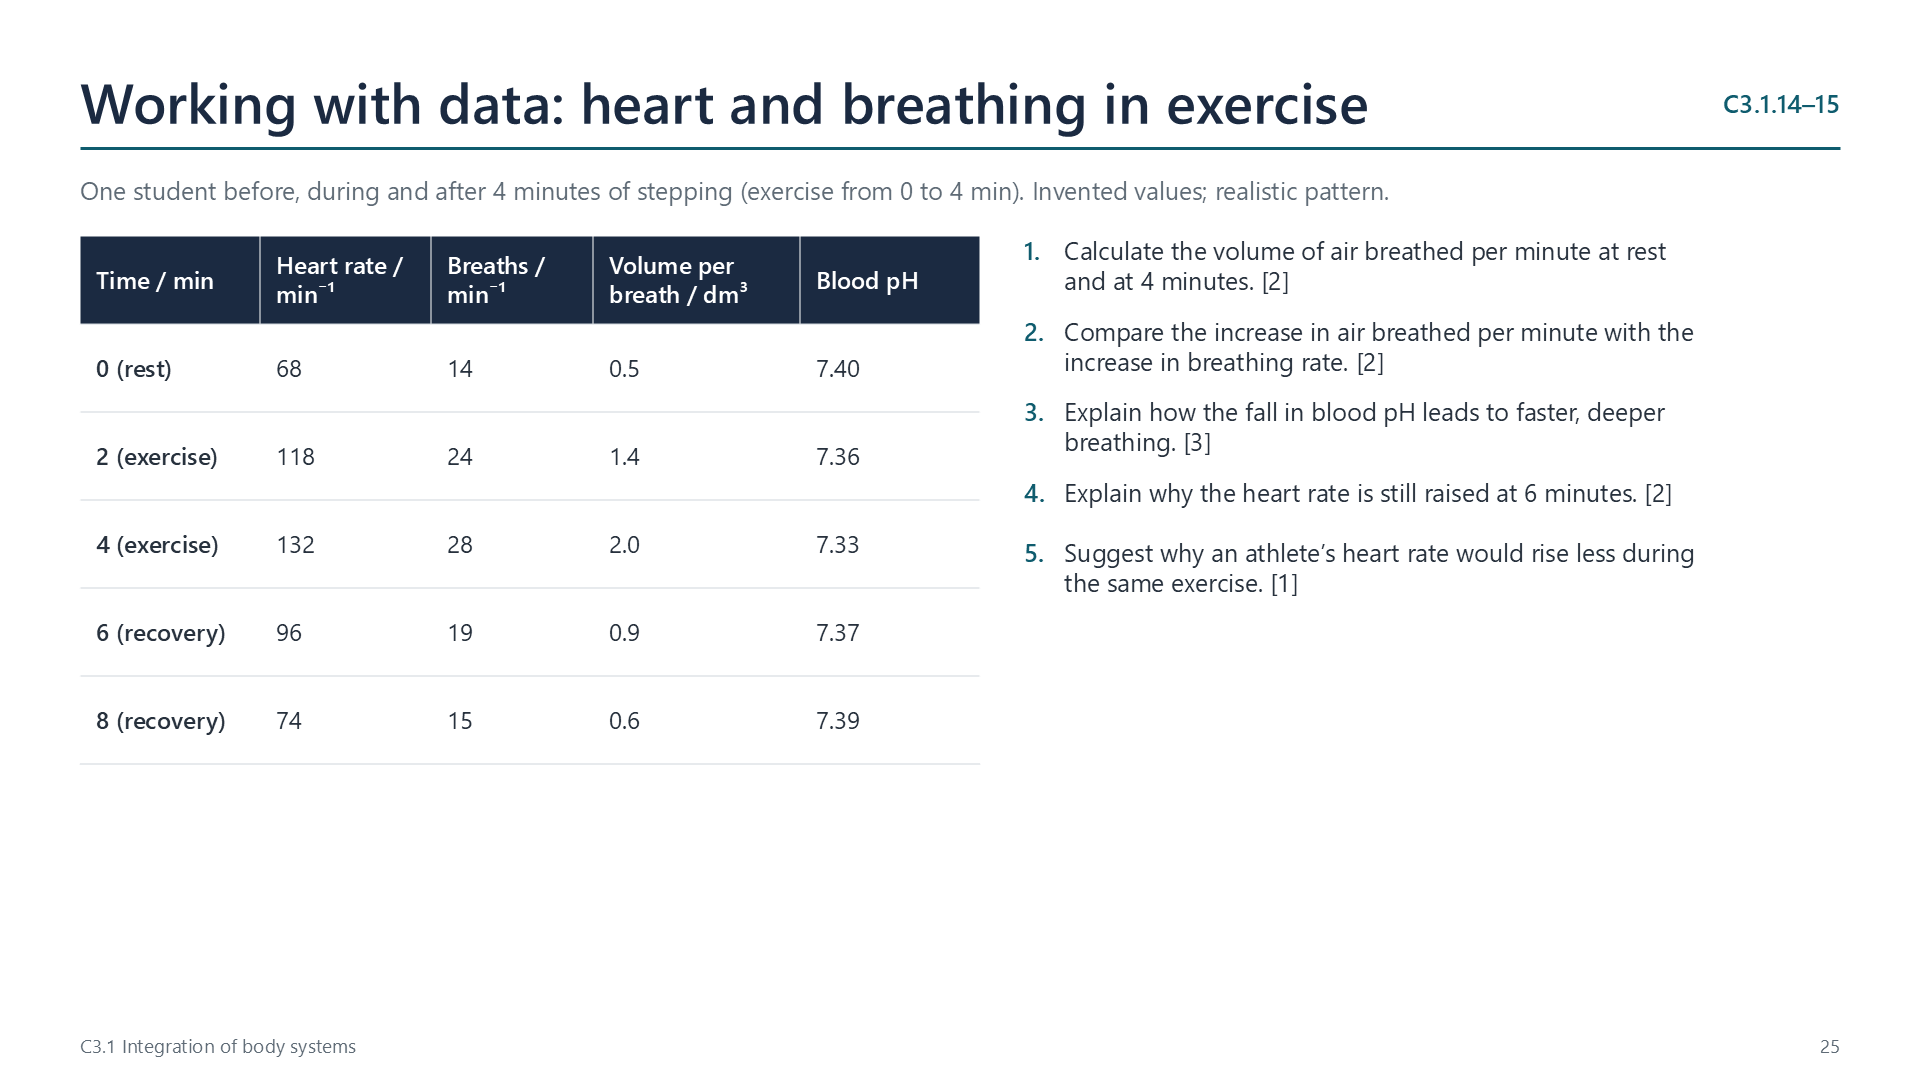 Working with data: heart and breathing in exercise
C3.1.14–15
One student before, during and after 4 minutes of stepping (exercise from 0 to 4 min). Invented values; realistic pattern.
Time / min
Heart rate /
min⁻¹
Breaths /
min⁻¹
Volume per
breath / dm³
Blood pH
0 (rest) 68 14 0.5 7.40
2 (exercise) 118 24 1.4 7.36
4 (exercise) 132 28 2.0 7.33
6 (recovery) 96 19 0.9 7.37
8 (recovery) 74 15 0.6 7.39
1. Calculate the volume of air breathed per minute at rest
and at 4 minutes. [2]
2. Compare the increase in air breathed per minute with the
increase in breathing rate. [2]
3. Explain how the fall in blood pH leads to faster, deeper
breathing. [3]
4. Explain why the heart rate is still raised at 6 minutes. [2]
5. Suggest why an athlete’s heart rate would rise less during
the same exercise. [1]
C3.1 Integration of body systems
25